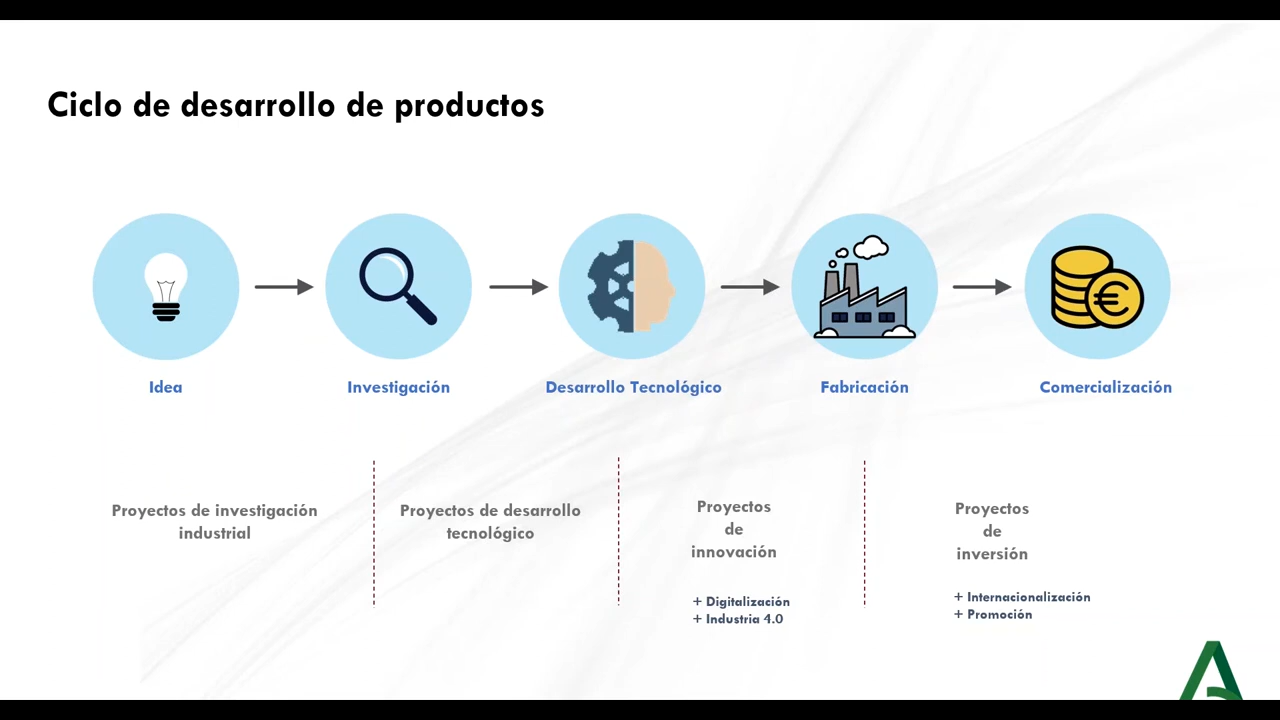 Ciclo de desarrollo de productos
Idea
Investigación
Desarrollo Tecnológico
Fabricación
Comercialización
Proyectos de investigación
industrial
Proyectos de desarrollo
tecnológico
Proyectos
de
innovación
+ Digitalización
+ Industria 4.0
Proyectos
de
inversión
+ Internacionalización
+ Promoción